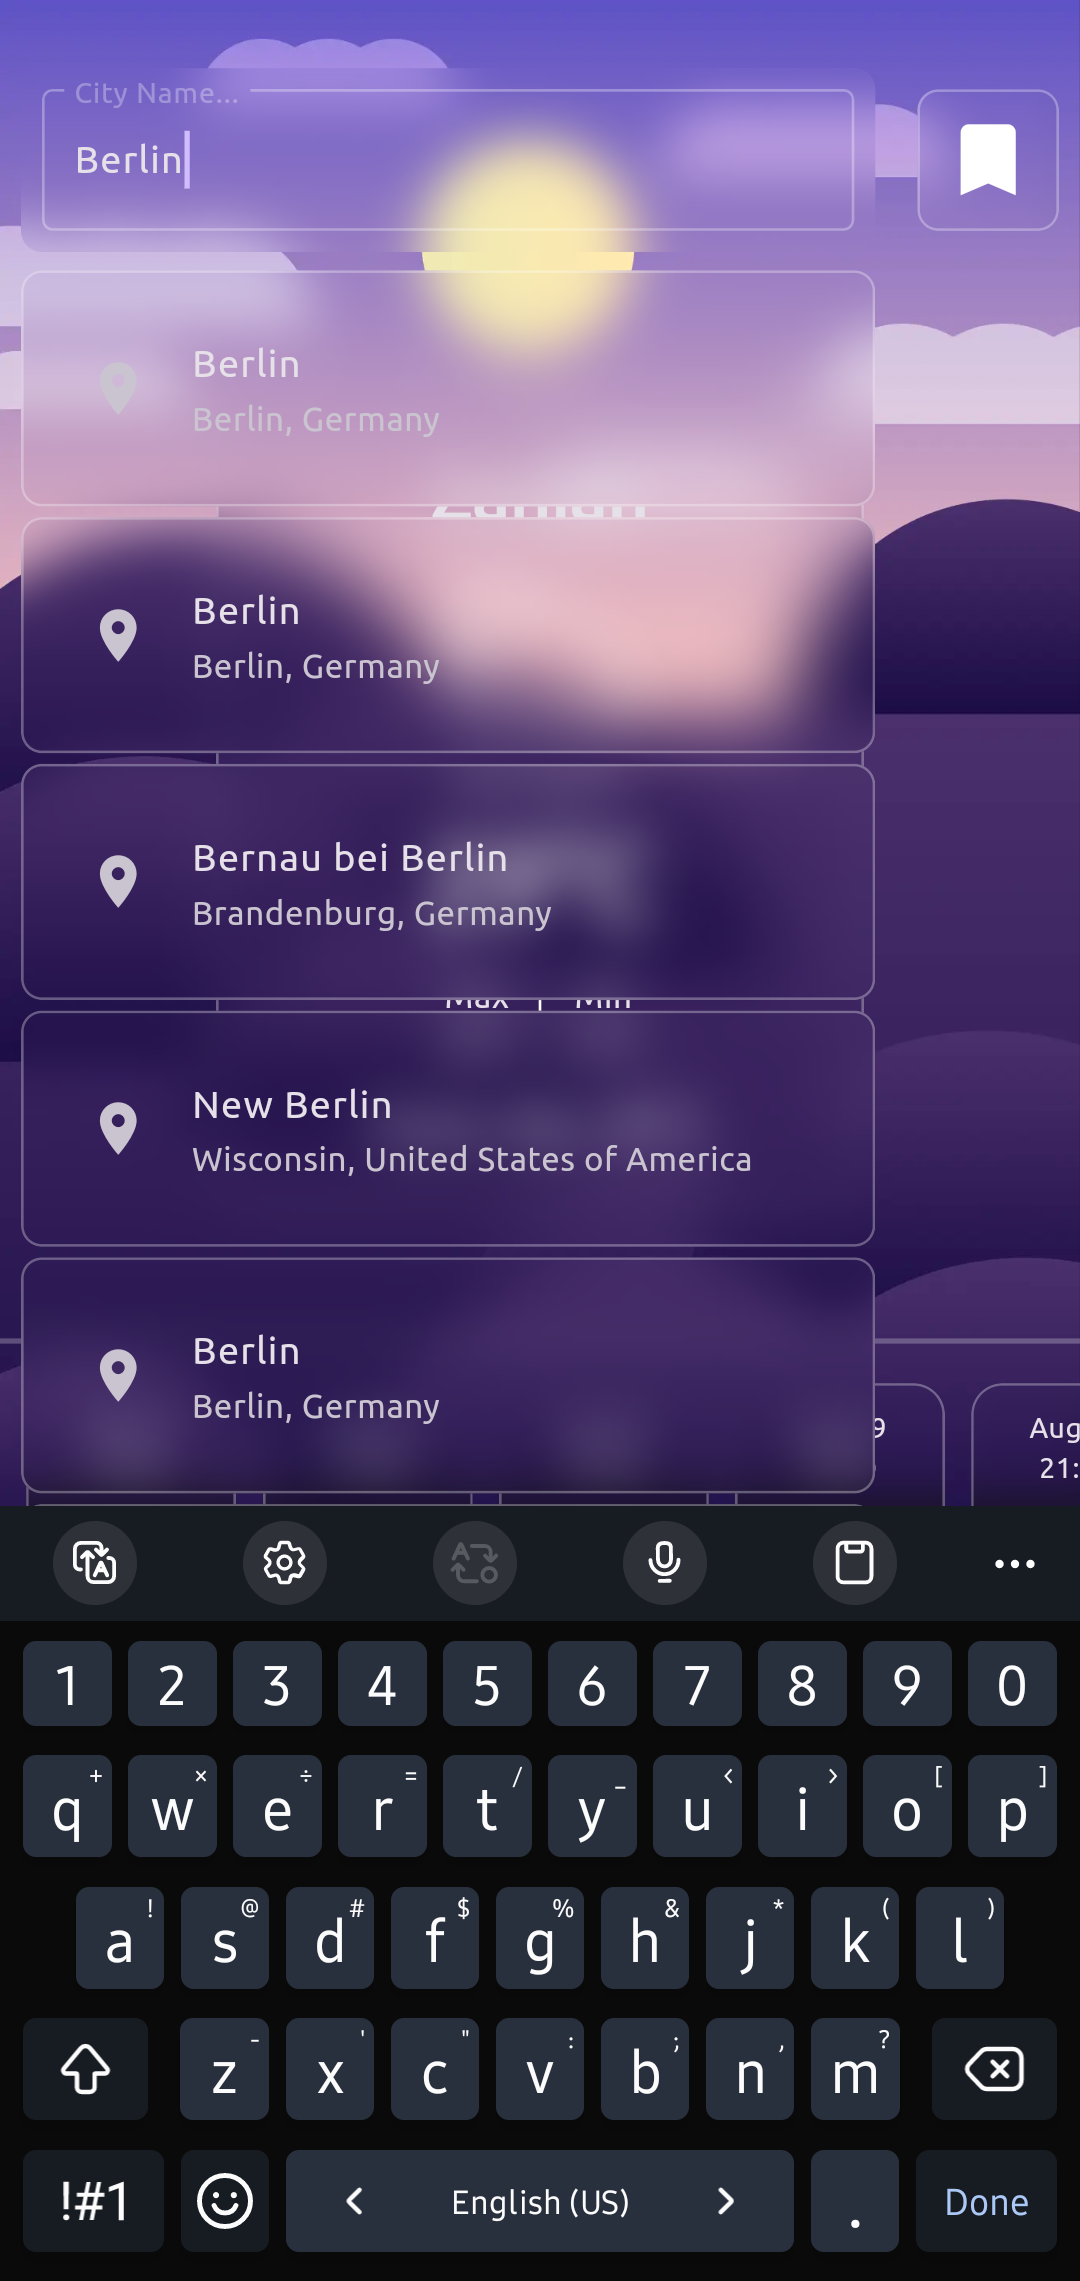 City Name...
Berlin
Berlin
Berlin, Germany
Berlin
Berlin, Germany
Bernau bei Berlin
Brandenburg, Germany
Max | Min
New Berlin
Wisconsin, United States of America
Berlin
Berlin, Germany
9
Aug
21:
1 2 3 4 5 6 7 8 9 0
+ × ÷ = / _ < > [ ]
q w e r t y u i o p
! @ # $ % & * ( )
a s d f g h j k l
- ' " : ; , ?
z x c v b n m
!#1 < English (US) > . Done